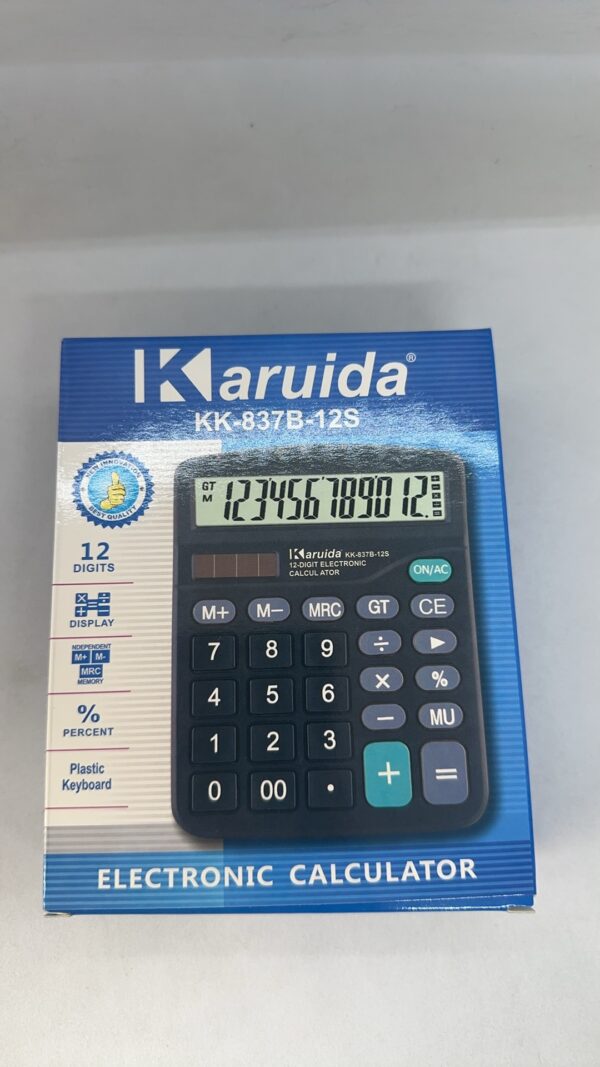 Karuida®
KK-837B-12S
NEW INNOVATION
BEST QUALITY
12
DIGITS
DISPLAY
INDEPENDENT
M+ M-
MRC
MEMORY
%
PERCENT
Plastic
Keyboard
GT
M
123456789012.
Karuida KK-837B-12S
12-DIGIT ELECTRONIC
CALCULATOR
ON/AC
M+ M− MRC GT CE
7 8 9 ÷ ▶
4 5 6 × %
1 2 3 − MU
0 00 . + =
ELECTRONIC CALCULATOR